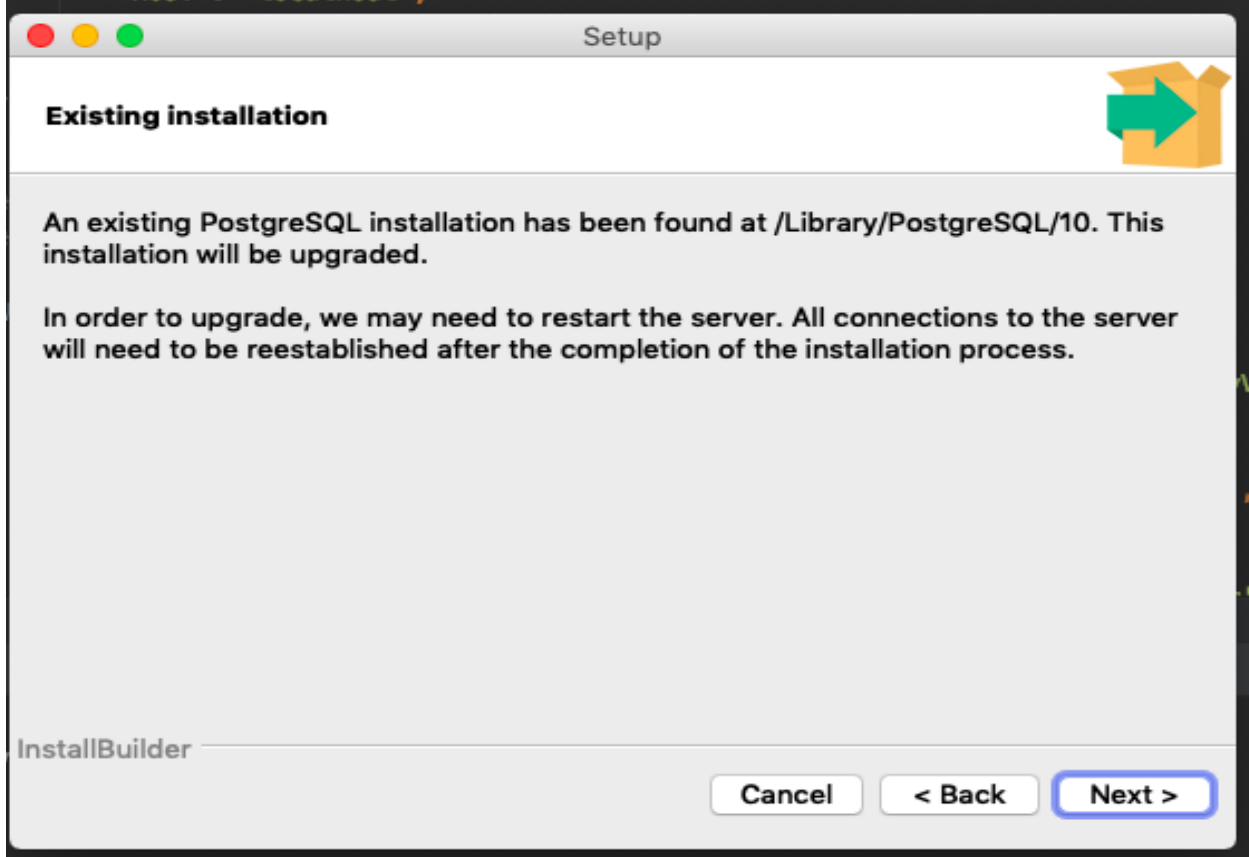 Setup
Existing installation
An existing PostgreSQL installation has been found at /Library/PostgreSQL/10. This
installation will be upgraded.
In order to upgrade, we may need to restart the server. All connections to the server
will need to be reestablished after the completion of the installation process.
InstallBuilder
Cancel
< Back
Next >